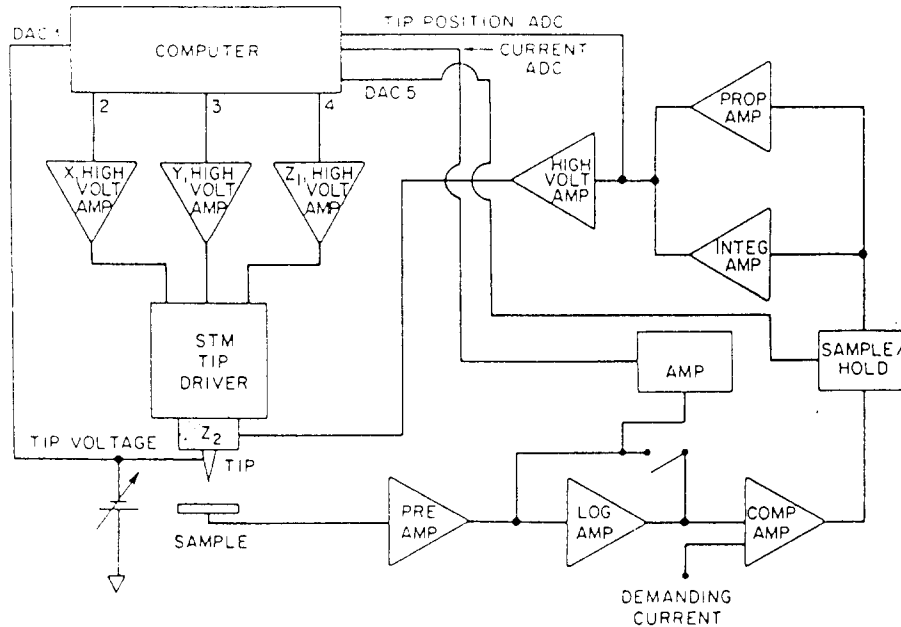 TIP POSITION ADC
DAC 1
COMPUTER
CURRENT
ADC
DAC 5
2
3
4
PROP
AMP
X, HIGH
VOLT
AMP
Y, HIGH
VOLT
AMP
Z1, HIGH
VOLT
AMP
HIGH
VOLT
AMP
INTEG
AMP
STM
TIP
DRIVER
SAMPLE/
HOLD
AMP
Z2
TIP VOLTAGE
TIP
PRE
AMP
LOG
AMP
COMP
AMP
SAMPLE
DEMANDING
CURRENT